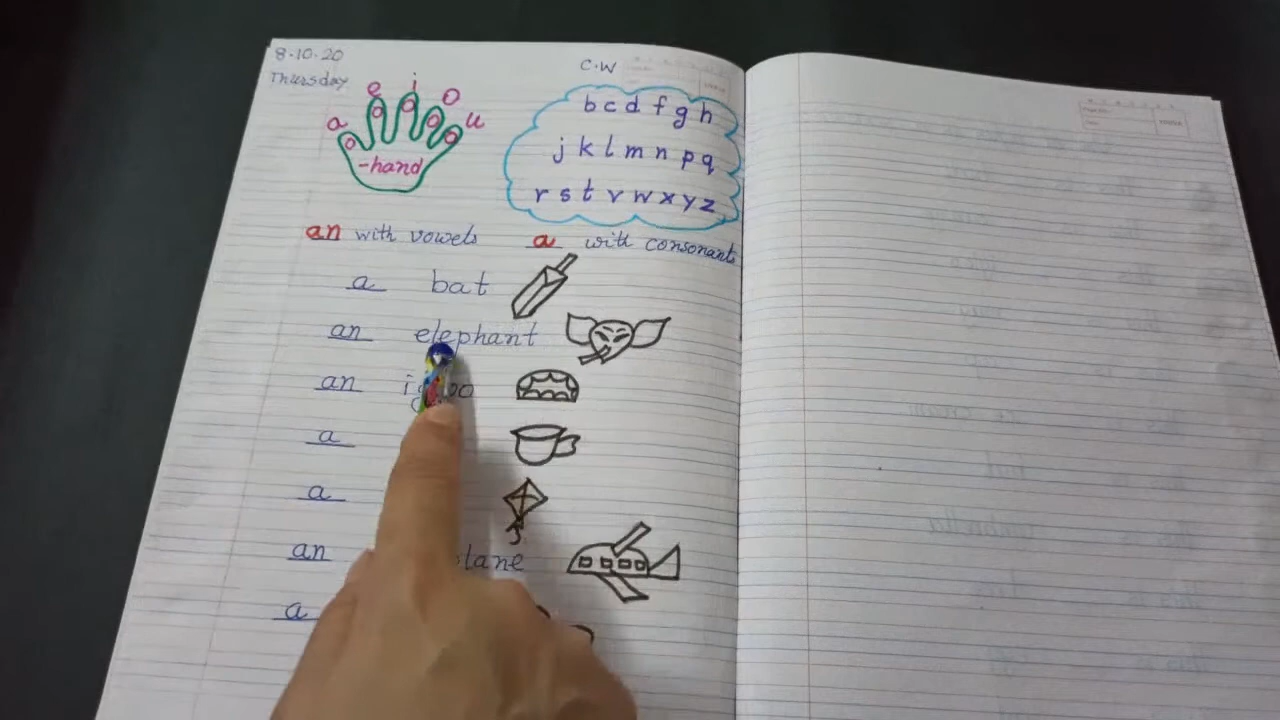 8.10.20
Thursday
C.W
a e i o u
-hand
b c d f g h
j k l m n p q
r s t v w x y z
an with vowels a with consonants
a bat
an elephant
an
a
a
an
a